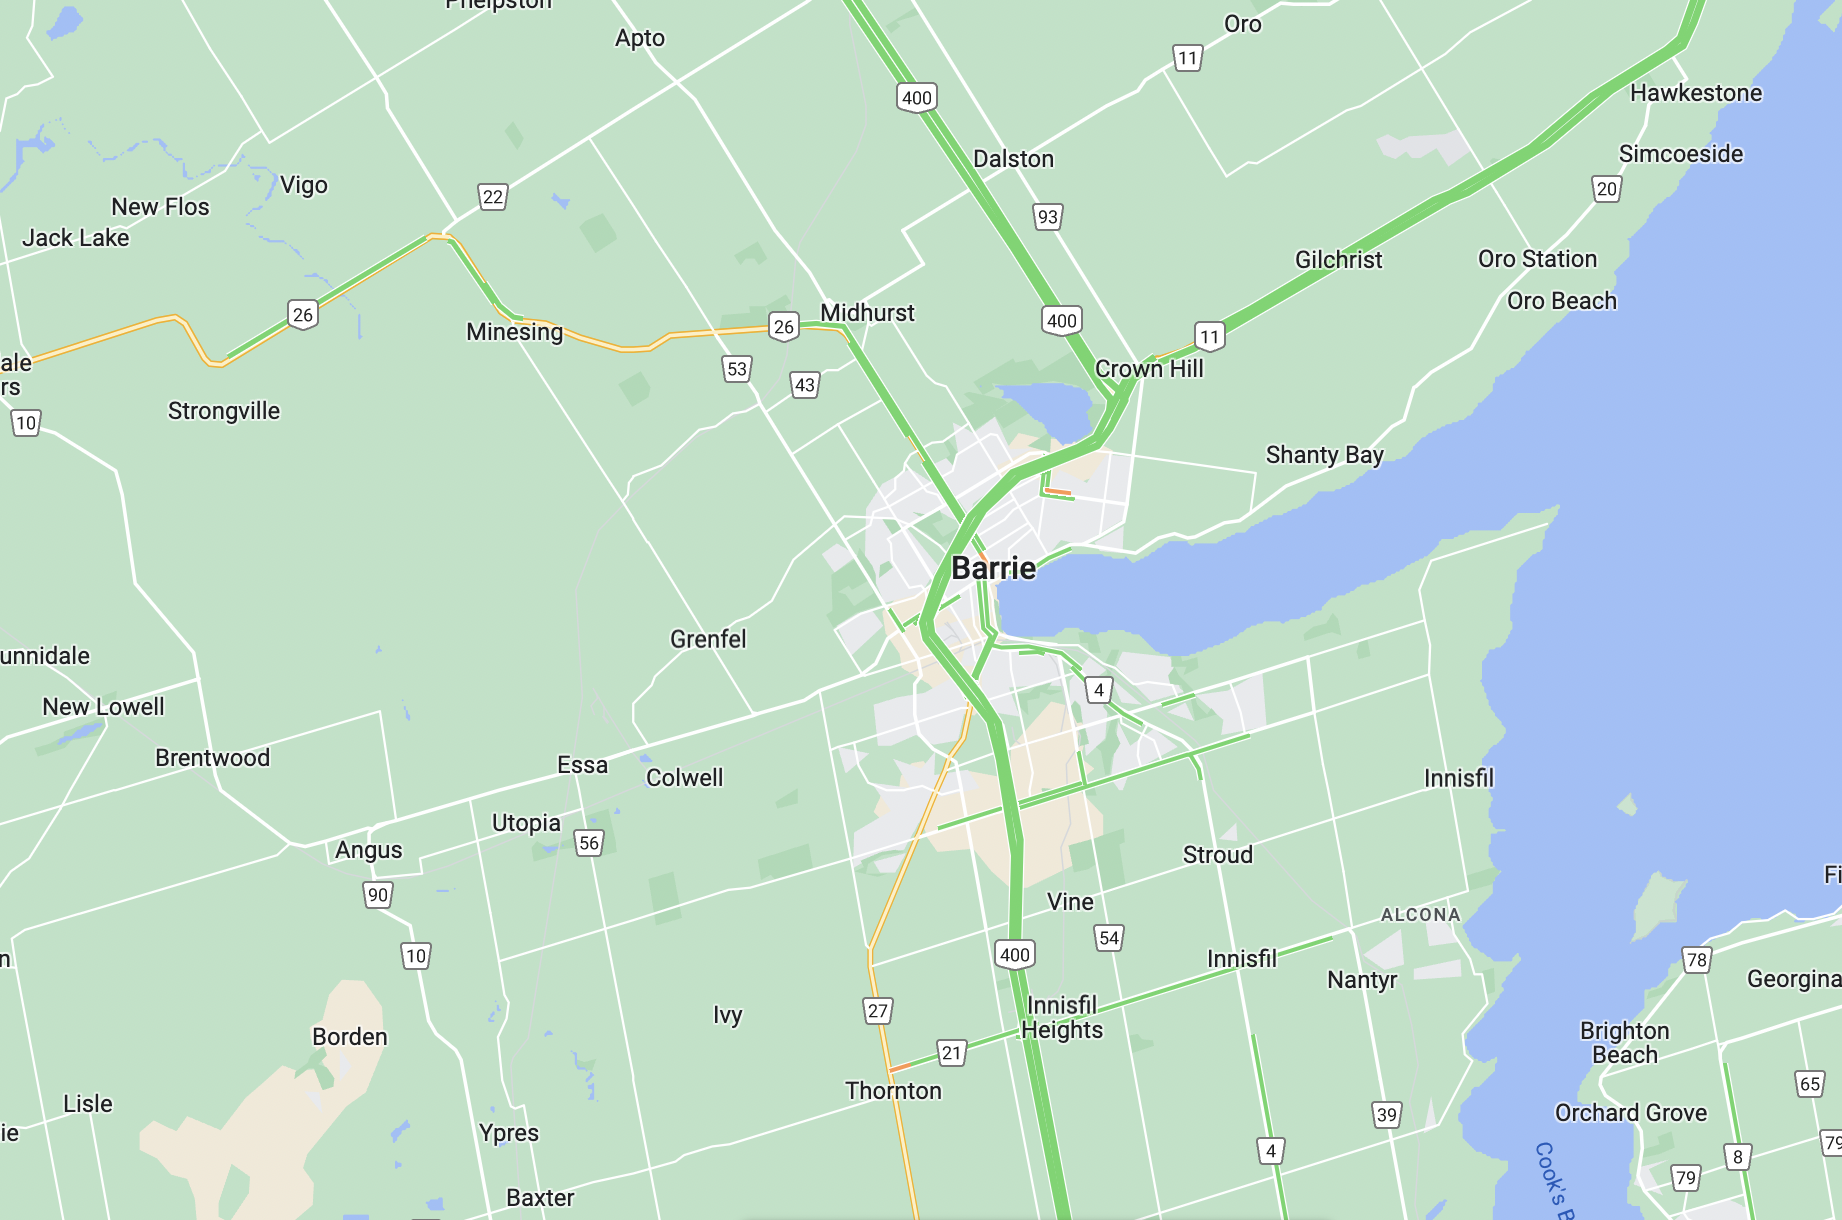 Phelpston
Apto
Oro
11
400
Hawkestone
Dalston
Simcoeside
Vigo
22
20
New Flos
93
Jack Lake
Gilchrist
Oro Station
Oro Beach
26
Midhurst
400
26
Minesing
11
ale
rs
53
43
Crown Hill
Strongville
10
Shanty Bay
Barrie
Grenfel
unnidale
4
New Lowell
Brentwood
Essa
Colwell
Innisfil
Utopia
56
Angus
Stroud
Fi
90
Vine
ALCONA
54
n
10
400
Innisfil
78
Nantyr
Georgina
27
Ivy
Innisfil
Heights
Borden
Brighton
Beach
21
Thornton
65
Lisle
39
Orchard Grove
ie
Ypres
79
4
8
79
Cook's B
Baxter